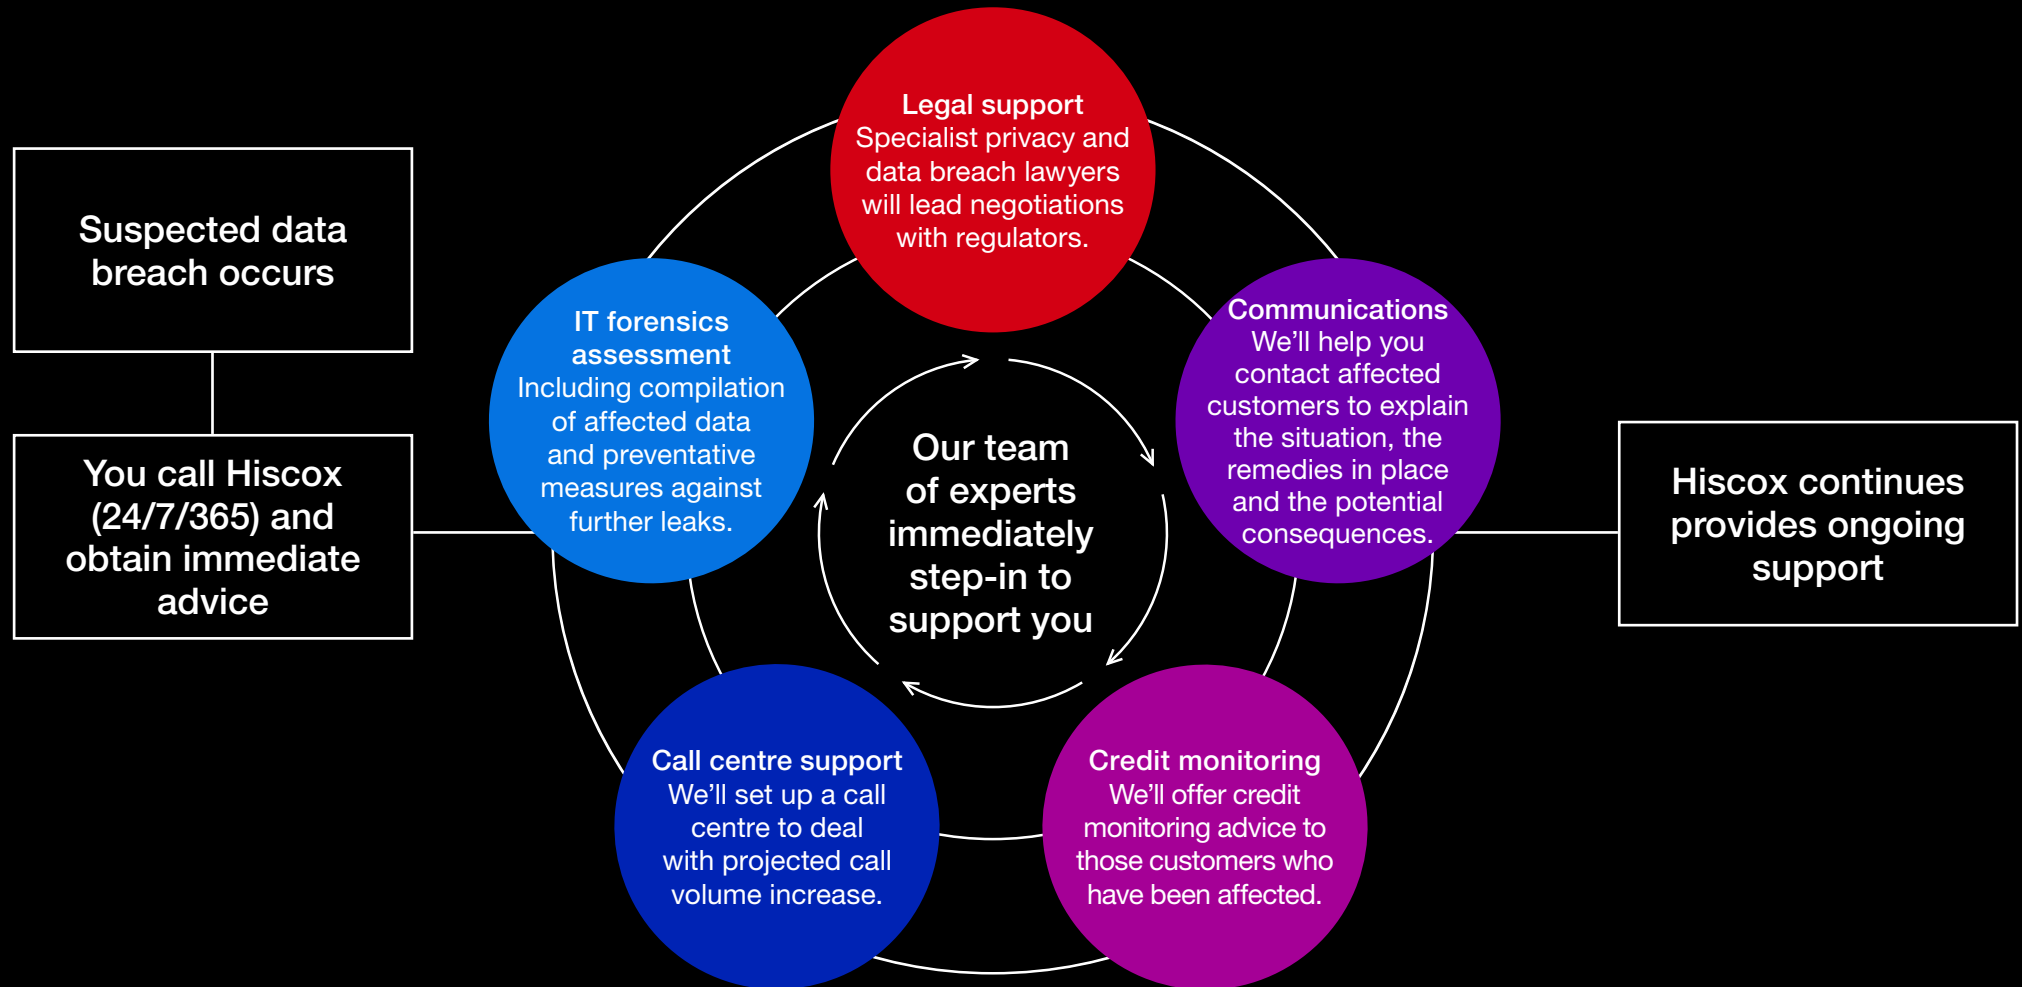 Suspected data
breach occurs
You call Hiscox
(24/7/365) and
obtain immediate
advice
IT forensics
assessment
Including compilation
of affected data
and preventative
measures against
further leaks.
Legal support
Specialist privacy and
data breach lawyers
will lead negotiations
with regulators.
Communications
We’ll help you
contact affected
customers to explain
the situation, the
remedies in place
and the potential
consequences.
Credit monitoring
We’ll offer credit
monitoring advice to
those customers who
have been affected.
Call centre support
We’ll set up a call
centre to deal
with projected call
volume increase.
Our team
of experts
immediately
step-in to
support you
Hiscox continues
provides ongoing
support